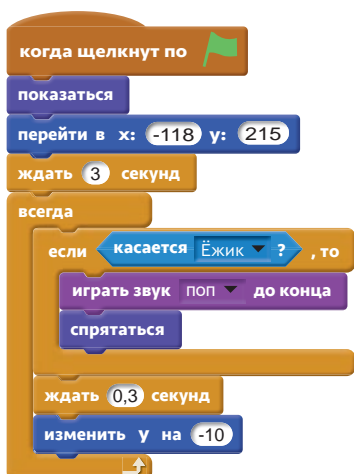 когда щелкнут по
показаться
перейти в x: -118 y: 215
ждать 3 секунд
всегда
если касается Ёжик ? , то
играть звук поп до конца
спрятаться
ждать 0,3 секунд
изменить y на -10